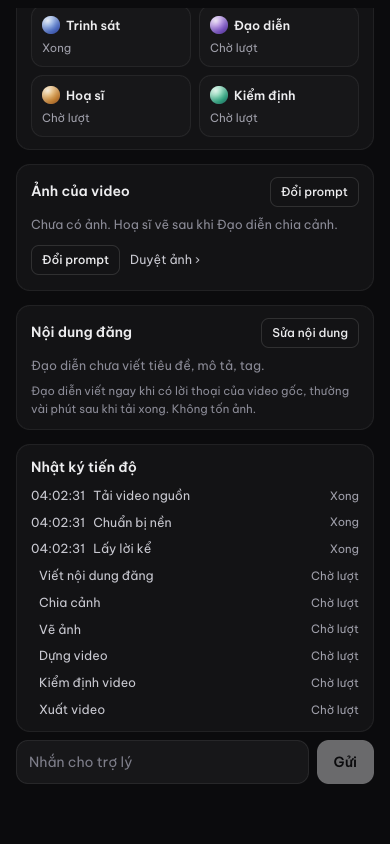 Trinh sát
Xong
Đạo diễn
Chờ lượt
Hoạ sĩ
Chờ lượt
Kiểm định
Chờ lượt
Ảnh của video
Đổi prompt
Chưa có ảnh. Hoạ sĩ vẽ sau khi Đạo diễn chia cảnh.
Đổi prompt
Duyệt ảnh ›
Nội dung đăng
Sửa nội dung
Đạo diễn chưa viết tiêu đề, mô tả, tag.
Đạo diễn viết ngay khi có lời thoại của video gốc, thường
vài phút sau khi tải xong. Không tốn ảnh.
Nhật ký tiến độ
04:02:31 Tải video nguồn Xong
04:02:31 Chuẩn bị nền Xong
04:02:31 Lấy lời kể Xong
Viết nội dung đăng Chờ lượt
Chia cảnh Chờ lượt
Vẽ ảnh Chờ lượt
Dựng video Chờ lượt
Kiểm định video Chờ lượt
Xuất video Chờ lượt
Nhắn cho trợ lý
Gửi